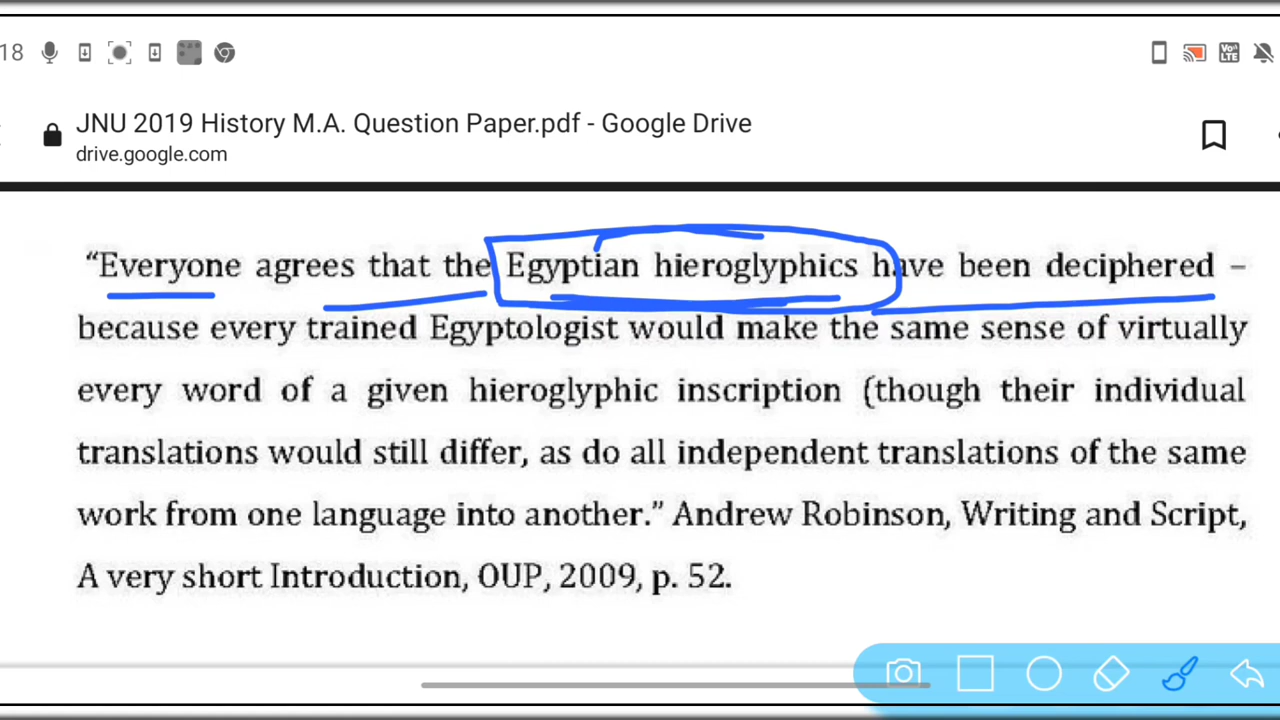 18
JNU 2019 History M.A. Question Paper.pdf - Google Drive
drive.google.com
Vo LTE
“Everyone agrees that the Egyptian hieroglyphics have been deciphered –
because every trained Egyptologist would make the same sense of virtually
every word of a given hieroglyphic inscription (though their individual
translations would still differ, as do all independent translations of the same
work from one language into another.” Andrew Robinson, Writing and Script,
A very short Introduction, OUP, 2009, p. 52.